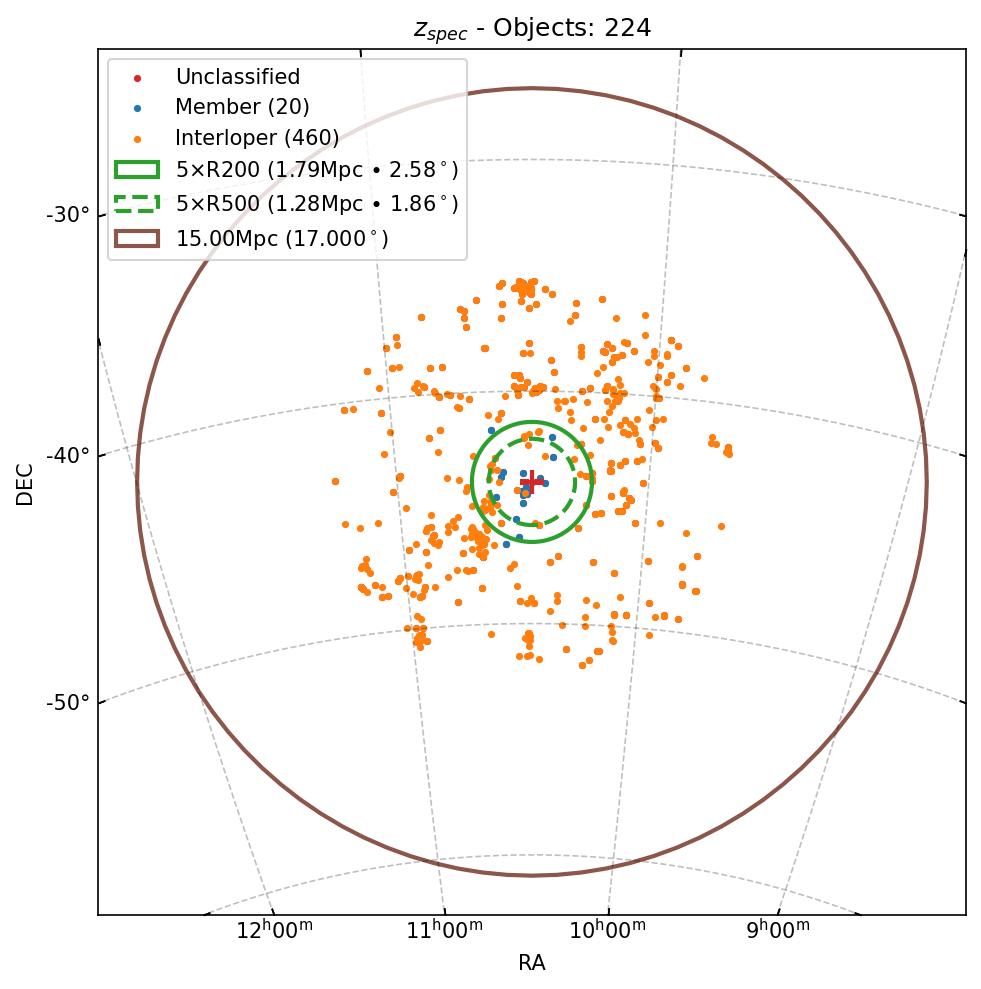 z_spec - Objects: 224
Unclassified
Member (20)
Interloper (460)
5×R200 (1.79Mpc • 2.58°)
5×R500 (1.28Mpc • 1.86°)
15.00Mpc (17.000°)
-30°
-40°
-50°
DEC
12h00m 11h00m 10h00m 9h00m
RA